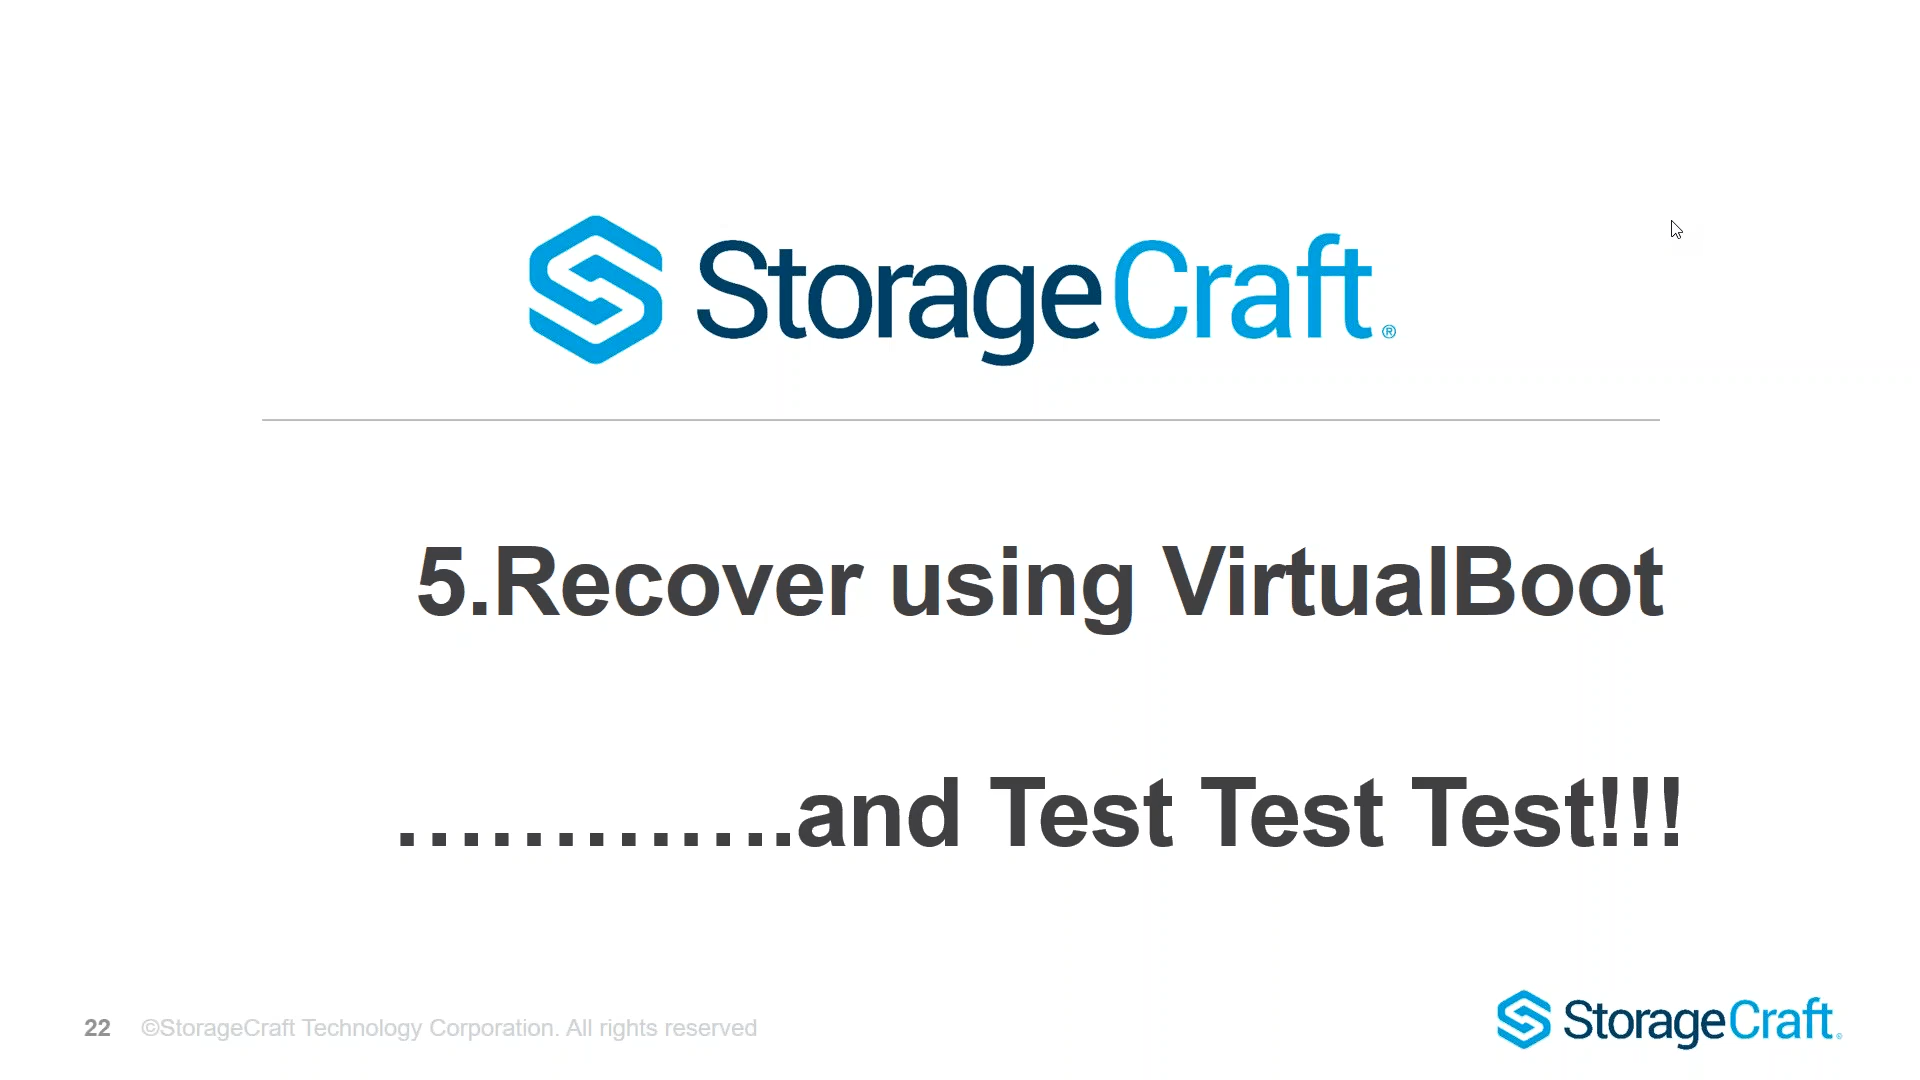 StorageCraft®
5.Recover using VirtualBoot
………….and Test Test Test!!!
22 ©StorageCraft Technology Corporation. All rights reserved
StorageCraft®